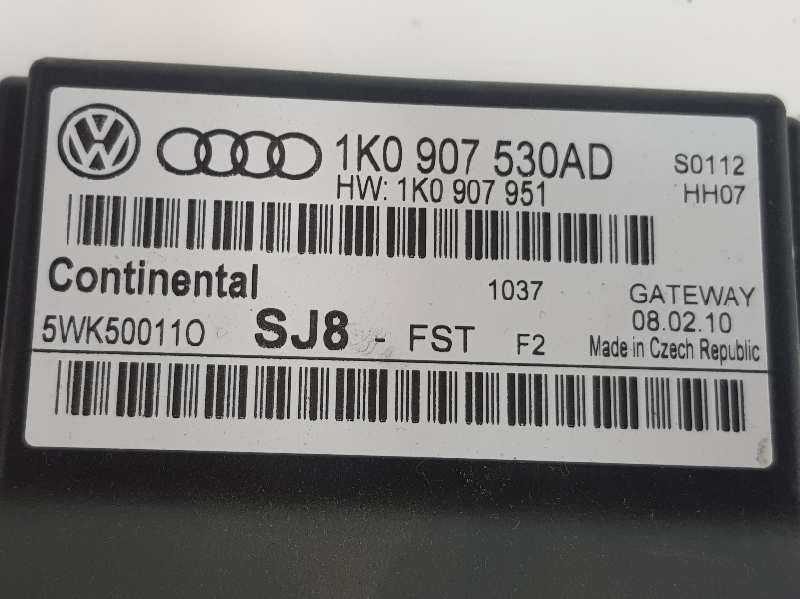 1K0 907 530AD S0112
HW: 1K0 907 951 HH07
Continental 1037 GATEWAY
5WK50011O SJ8 - FST F2 08.02.10
Made in Czech Republic